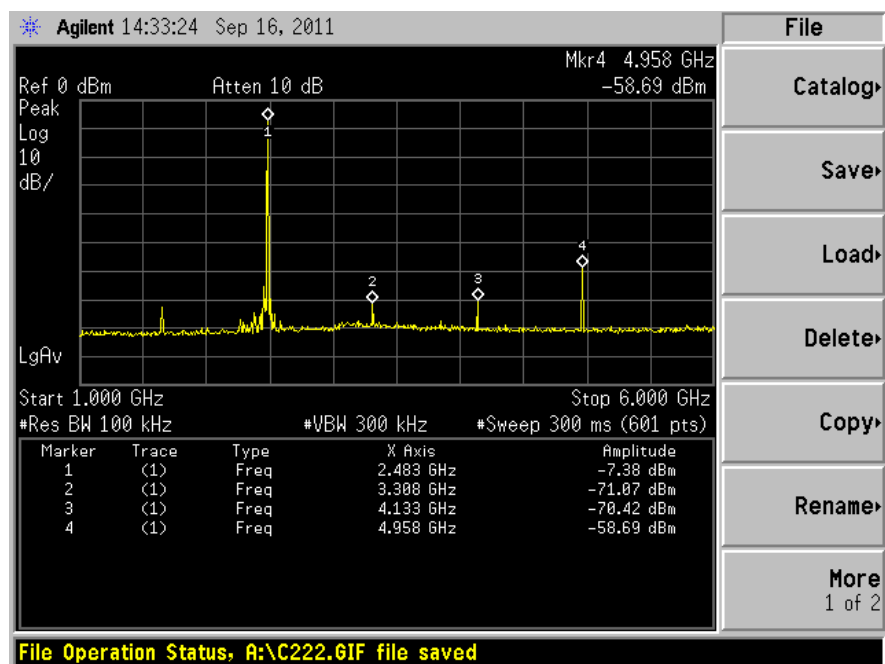 Agilent 14:33:24 Sep 16, 2011
File
Mkr4 4.958 GHz
Ref 0 dBm Atten 10 dB -58.69 dBm
Peak
Log
10
dB/
1
2
3
4
LgAv
Start 1.000 GHz Stop 6.000 GHz
#Res BW 100 kHz #VBW 300 kHz #Sweep 300 ms (601 pts)
Marker Trace Type X Axis Amplitude
1 (1) Freq 2.483 GHz -7.38 dBm
2 (1) Freq 3.308 GHz -71.07 dBm
3 (1) Freq 4.133 GHz -70.42 dBm
4 (1) Freq 4.958 GHz -58.69 dBm
Catalog
Save
Load
Delete
Copy
Rename
More
1 of 2
File Operation Status, A:\C222.GIF file saved